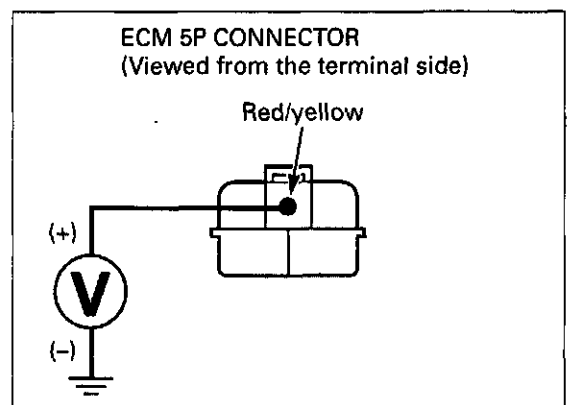 ECM 5P CONNECTOR
(Viewed from the terminal side)
Red/yellow
(+)
V
(−)